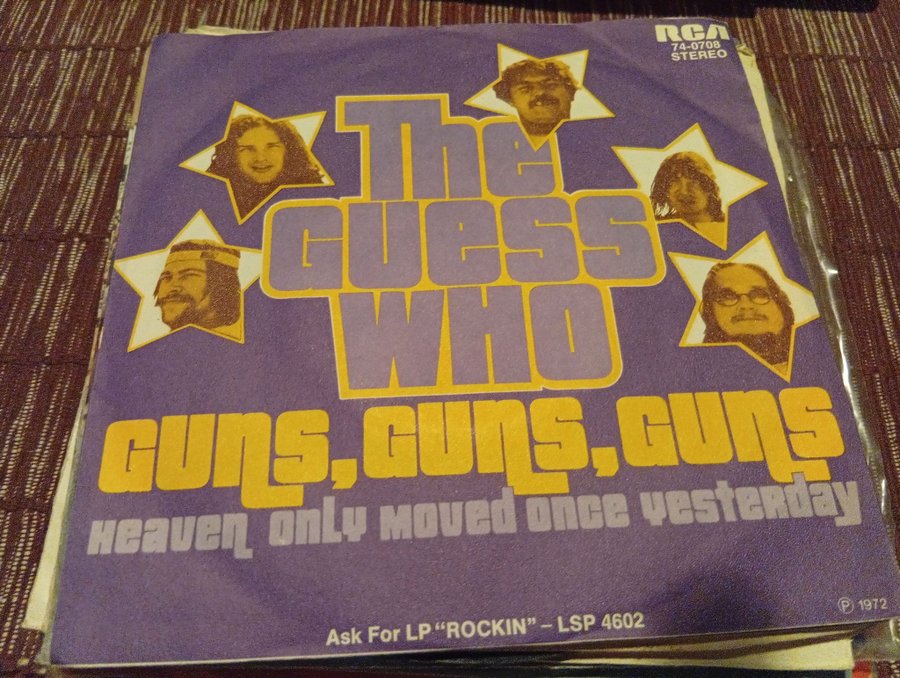 RCA
74-0708
STEREO
The
GUESS
WHO
GUNS, GUNS, GUNS
Heaven Only Moved Once Yesterday
℗ 1972
Ask For LP “ROCKIN” – LSP 4602